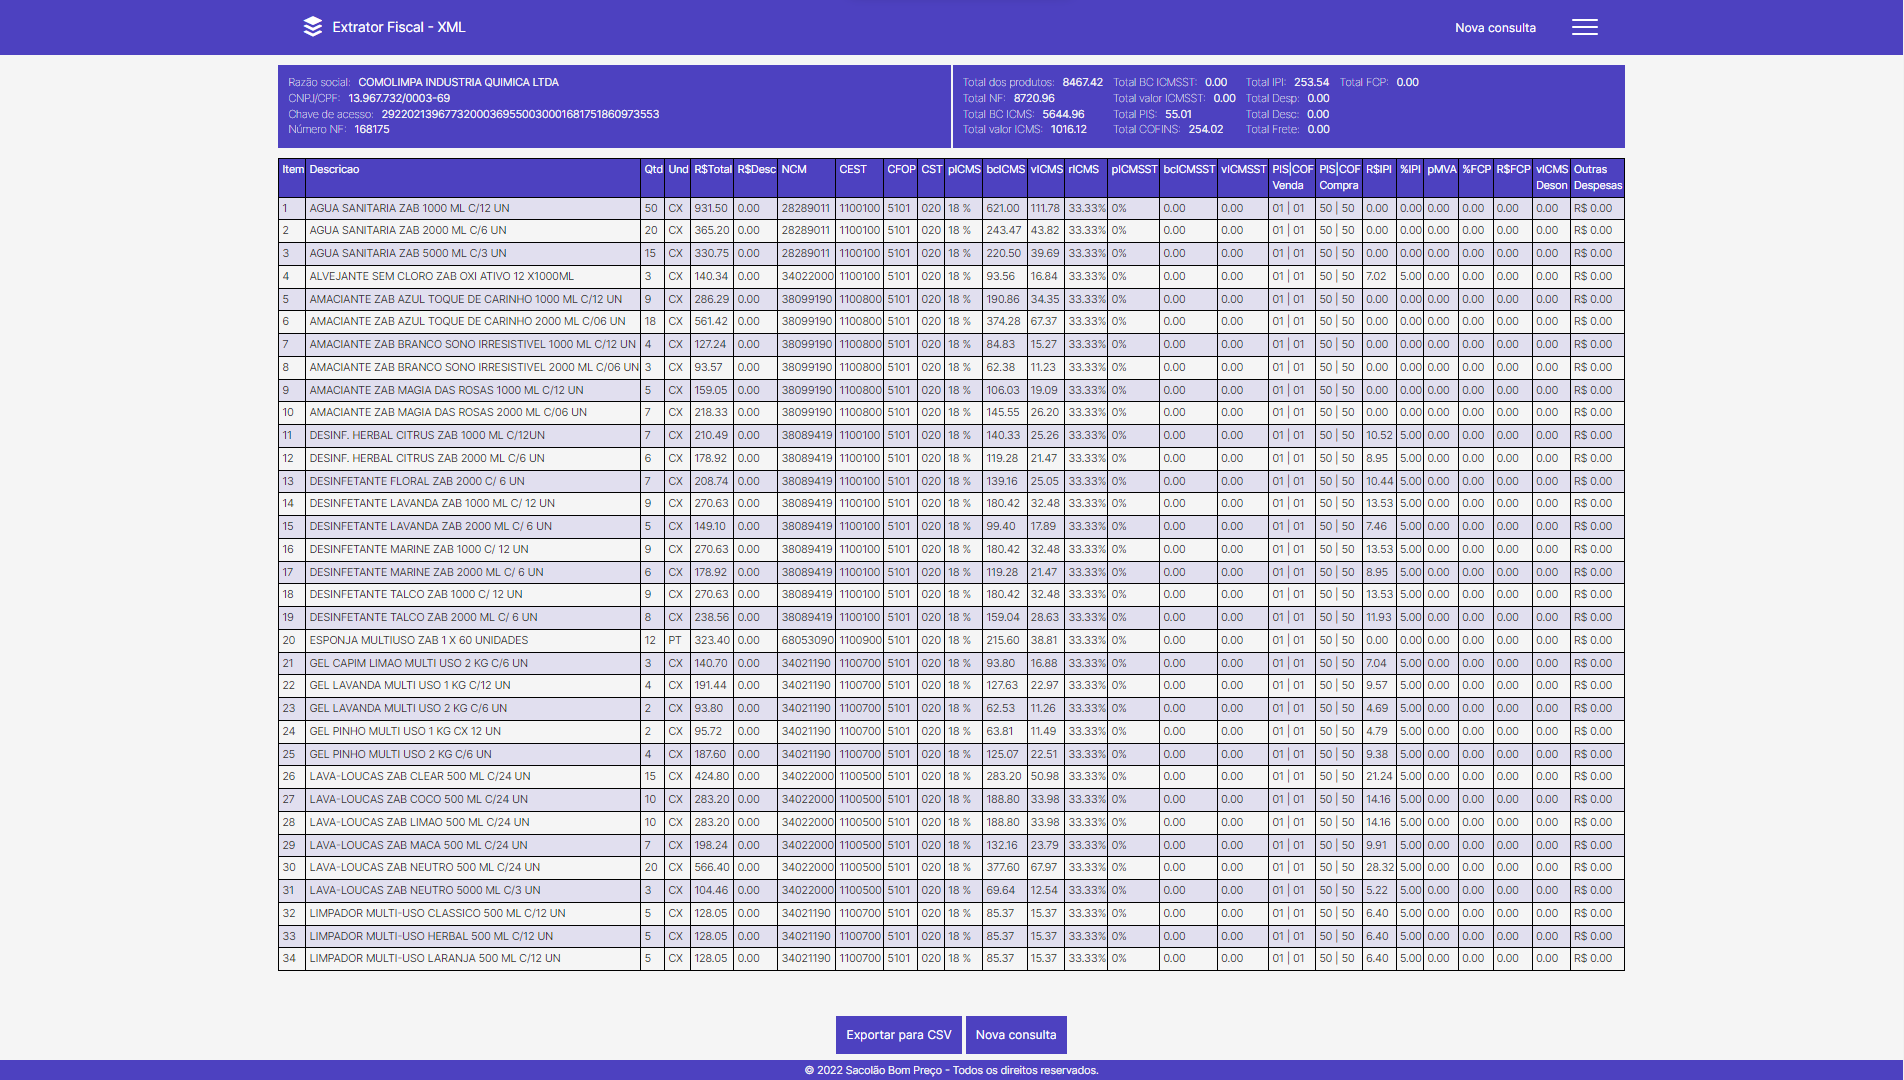 Extrator Fiscal - XML
Nova consulta
Razão social: COMOLIMPA INDUSTRIA QUIMICA LTDA
CNPJ/CPF: 13.967.732/0003-69
Chave de acesso: 29220213967732000369550030001681751860973553
Número NF: 168175
Total dos produtos: 8467.42 Total BC ICMSST: 0.00 Total IPI: 253.54 Total FCP: 0.00
Total NF: 8720.96 Total valor ICMSST: 0.00 Total Desp: 0.00
Total BC ICMS: 5644.96 Total PIS: 55.01 Total Desc: 0.00
Total valor ICMS: 1016.12 Total COFINS: 254.02 Total Frete: 0.00
Item Descricao Qtd Und R$Total R$Desc NCM CEST CFOP CST pICMS bcICMS vICMS rICMS pICMSST bcICMSST vICMSST PIS|COF Venda PIS|COF Compra R$IPI %IPI pMVA %FCP R$FCP vICMS Deson Outras Despesas
1 AGUA SANITARIA ZAB 1000 ML C/12 UN 50 CX 931.50 0.00 28289011 1100100 5101 020 18 % 621.00 111.78 33.33% 0% 0.00 0.00 01 | 01 50 | 50 0.00 0.00 0.00 0.00 0.00 0.00 R$ 0.00
2 AGUA SANITARIA ZAB 2000 ML C/6 UN 20 CX 365.20 0.00 28289011 1100100 5101 020 18 % 243.47 43.82 33.33% 0% 0.00 0.00 01 | 01 50 | 50 0.00 0.00 0.00 0.00 0.00 0.00 R$ 0.00
3 AGUA SANITARIA ZAB 5000 ML C/3 UN 15 CX 330.75 0.00 28289011 1100100 5101 020 18 % 220.50 39.69 33.33% 0% 0.00 0.00 01 | 01 50 | 50 0.00 0.00 0.00 0.00 0.00 0.00 R$ 0.00
4 ALVEJANTE SEM CLORO ZAB OXI ATIVO 12 X1000ML 3 CX 140.34 0.00 34022000 1100100 5101 020 18 % 93.56 16.84 33.33% 0% 0.00 0.00 01 | 01 50 | 50 7.02 5.00 0.00 0.00 0.00 0.00 R$ 0.00
5 AMACIANTE ZAB AZUL TOQUE DE CARINHO 1000 ML C/12 UN 9 CX 286.29 0.00 38099190 1100800 5101 020 18 % 190.86 34.35 33.33% 0% 0.00 0.00 01 | 01 50 | 50 0.00 0.00 0.00 0.00 0.00 0.00 R$ 0.00
6 AMACIANTE ZAB AZUL TOQUE DE CARINHO 2000 ML C/06 UN 18 CX 561.42 0.00 38099190 1100800 5101 020 18 % 374.28 67.37 33.33% 0% 0.00 0.00 01 | 01 50 | 50 0.00 0.00 0.00 0.00 0.00 0.00 R$ 0.00
7 AMACIANTE ZAB BRANCO SONO IRRESISTIVEL 1000 ML C/12 UN 4 CX 127.24 0.00 38099190 1100800 5101 020 18 % 84.83 15.27 33.33% 0% 0.00 0.00 01 | 01 50 | 50 0.00 0.00 0.00 0.00 0.00 0.00 R$ 0.00
8 AMACIANTE ZAB BRANCO SONO IRRESISTIVEL 2000 ML C/06 UN 3 CX 93.57 0.00 38099190 1100800 5101 020 18 % 62.38 11.23 33.33% 0% 0.00 0.00 01 | 01 50 | 50 0.00 0.00 0.00 0.00 0.00 0.00 R$ 0.00
9 AMACIANTE ZAB MAGIA DAS ROSAS 1000 ML C/12 UN 5 CX 159.05 0.00 38099190 1100800 5101 020 18 % 106.03 19.09 33.33% 0% 0.00 0.00 01 | 01 50 | 50 0.00 0.00 0.00 0.00 0.00 0.00 R$ 0.00
10 AMACIANTE ZAB MAGIA DAS ROSAS 2000 ML C/06 UN 7 CX 218.33 0.00 38099190 1100800 5101 020 18 % 145.55 26.20 33.33% 0% 0.00 0.00 01 | 01 50 | 50 0.00 0.00 0.00 0.00 0.00 0.00 R$ 0.00
11 DESINF. HERBAL CITRUS ZAB 1000 ML C/12UN 7 CX 210.49 0.00 38089419 1100100 5101 020 18 % 140.33 25.26 33.33% 0% 0.00 0.00 01 | 01 50 | 50 10.52 5.00 0.00 0.00 0.00 0.00 R$ 0.00
12 DESINF. HERBAL CITRUS ZAB 2000 ML C/6 UN 6 CX 178.92 0.00 38089419 1100100 5101 020 18 % 119.28 21.47 33.33% 0% 0.00 0.00 01 | 01 50 | 50 8.95 5.00 0.00 0.00 0.00 0.00 R$ 0.00
13 DESINFETANTE FLORAL ZAB 2000 C/ 6 UN 7 CX 208.74 0.00 38089419 1100100 5101 020 18 % 139.16 25.05 33.33% 0% 0.00 0.00 01 | 01 50 | 50 10.44 5.00 0.00 0.00 0.00 0.00 R$ 0.00
14 DESINFETANTE LAVANDA ZAB 1000 ML C/ 12 UN 9 CX 270.63 0.00 38089419 1100100 5101 020 18 % 180.42 32.48 33.33% 0% 0.00 0.00 01 | 01 50 | 50 13.53 5.00 0.00 0.00 0.00 0.00 R$ 0.00
15 DESINFETANTE LAVANDA ZAB 2000 ML C/ 6 UN 5 CX 149.10 0.00 38089419 1100100 5101 020 18 % 99.40 17.89 33.33% 0% 0.00 0.00 01 | 01 50 | 50 7.46 5.00 0.00 0.00 0.00 0.00 R$ 0.00
16 DESINFETANTE MARINE ZAB 1000 C/ 12 UN 9 CX 270.63 0.00 38089419 1100100 5101 020 18 % 180.42 32.48 33.33% 0% 0.00 0.00 01 | 01 50 | 50 13.53 5.00 0.00 0.00 0.00 0.00 R$ 0.00
17 DESINFETANTE MARINE ZAB 2000 ML C/ 6 UN 6 CX 178.92 0.00 38089419 1100100 5101 020 18 % 119.28 21.47 33.33% 0% 0.00 0.00 01 | 01 50 | 50 8.95 5.00 0.00 0.00 0.00 0.00 R$ 0.00
18 DESINFETANTE TALCO ZAB 1000 C/ 12 UN 9 CX 270.63 0.00 38089419 1100100 5101 020 18 % 180.42 32.48 33.33% 0% 0.00 0.00 01 | 01 50 | 50 13.53 5.00 0.00 0.00 0.00 0.00 R$ 0.00
19 DESINFETANTE TALCO ZAB 2000 ML C/ 6 UN 8 CX 238.56 0.00 38089419 1100100 5101 020 18 % 159.04 28.63 33.33% 0% 0.00 0.00 01 | 01 50 | 50 11.93 5.00 0.00 0.00 0.00 0.00 R$ 0.00
20 ESPONJA MULTIUSO ZAB 1 X 60 UNIDADES 12 PT 323.40 0.00 68053090 1100900 5101 020 18 % 215.60 38.81 33.33% 0% 0.00 0.00 01 | 01 50 | 50 0.00 0.00 0.00 0.00 0.00 0.00 R$ 0.00
21 GEL CAPIM LIMAO MULTI USO 2 KG C/6 UN 3 CX 140.70 0.00 34021190 1100700 5101 020 18 % 93.80 16.88 33.33% 0% 0.00 0.00 01 | 01 50 | 50 7.04 5.00 0.00 0.00 0.00 0.00 R$ 0.00
22 GEL LAVANDA MULTI USO 1 KG C/12 UN 4 CX 191.44 0.00 34021190 1100700 5101 020 18 % 127.63 22.97 33.33% 0% 0.00 0.00 01 | 01 50 | 50 9.57 5.00 0.00 0.00 0.00 0.00 R$ 0.00
23 GEL LAVANDA MULTI USO 2 KG C/6 UN 2 CX 93.80 0.00 34021190 1100700 5101 020 18 % 62.53 11.26 33.33% 0% 0.00 0.00 01 | 01 50 | 50 4.69 5.00 0.00 0.00 0.00 0.00 R$ 0.00
24 GEL PINHO MULTI USO 1 KG CX 12 UN 2 CX 95.72 0.00 34021190 1100700 5101 020 18 % 63.81 11.49 33.33% 0% 0.00 0.00 01 | 01 50 | 50 4.79 5.00 0.00 0.00 0.00 0.00 R$ 0.00
25 GEL PINHO MULTI USO 2 KG C/6 UN 4 CX 187.60 0.00 34021190 1100700 5101 020 18 % 125.07 22.51 33.33% 0% 0.00 0.00 01 | 01 50 | 50 9.38 5.00 0.00 0.00 0.00 0.00 R$ 0.00
26 LAVA-LOUCAS ZAB CLEAR 500 ML C/24 UN 15 CX 424.80 0.00 34022000 1100500 5101 020 18 % 283.20 50.98 33.33% 0% 0.00 0.00 01 | 01 50 | 50 21.24 5.00 0.00 0.00 0.00 0.00 R$ 0.00
27 LAVA-LOUCAS ZAB COCO 500 ML C/24 UN 10 CX 283.20 0.00 34022000 1100500 5101 020 18 % 188.80 33.98 33.33% 0% 0.00 0.00 01 | 01 50 | 50 14.16 5.00 0.00 0.00 0.00 0.00 R$ 0.00
28 LAVA-LOUCAS ZAB LIMAO 500 ML C/24 UN 10 CX 283.20 0.00 34022000 1100500 5101 020 18 % 188.80 33.98 33.33% 0% 0.00 0.00 01 | 01 50 | 50 14.16 5.00 0.00 0.00 0.00 0.00 R$ 0.00
29 LAVA-LOUCAS ZAB MACA 500 ML C/24 UN 7 CX 198.24 0.00 34022000 1100500 5101 020 18 % 132.16 23.79 33.33% 0% 0.00 0.00 01 | 01 50 | 50 9.91 5.00 0.00 0.00 0.00 0.00 R$ 0.00
30 LAVA-LOUCAS ZAB NEUTRO 500 ML C/24 UN 20 CX 566.40 0.00 34022000 1100500 5101 020 18 % 377.60 67.97 33.33% 0% 0.00 0.00 01 | 01 50 | 50 28.32 5.00 0.00 0.00 0.00 0.00 R$ 0.00
31 LAVA-LOUCAS ZAB NEUTRO 5000 ML C/3 UN 3 CX 104.46 0.00 34022000 1100500 5101 020 18 % 69.64 12.54 33.33% 0% 0.00 0.00 01 | 01 50 | 50 5.22 5.00 0.00 0.00 0.00 0.00 R$ 0.00
32 LIMPADOR MULTI-USO CLASSICO 500 ML C/12 UN 5 CX 128.05 0.00 34021190 1100700 5101 020 18 % 85.37 15.37 33.33% 0% 0.00 0.00 01 | 01 50 | 50 6.40 5.00 0.00 0.00 0.00 0.00 R$ 0.00
33 LIMPADOR MULTI-USO HERBAL 500 ML C/12 UN 5 CX 128.05 0.00 34021190 1100700 5101 020 18 % 85.37 15.37 33.33% 0% 0.00 0.00 01 | 01 50 | 50 6.40 5.00 0.00 0.00 0.00 0.00 R$ 0.00
34 LIMPADOR MULTI-USO LARANJA 500 ML C/12 UN 5 CX 128.05 0.00 34021190 1100700 5101 020 18 % 85.37 15.37 33.33% 0% 0.00 0.00 01 | 01 50 | 50 6.40 5.00 0.00 0.00 0.00 0.00 R$ 0.00
Exportar para CSV Nova consulta
© 2022 Sacolão Bom Preço - Todos os direitos reservados.